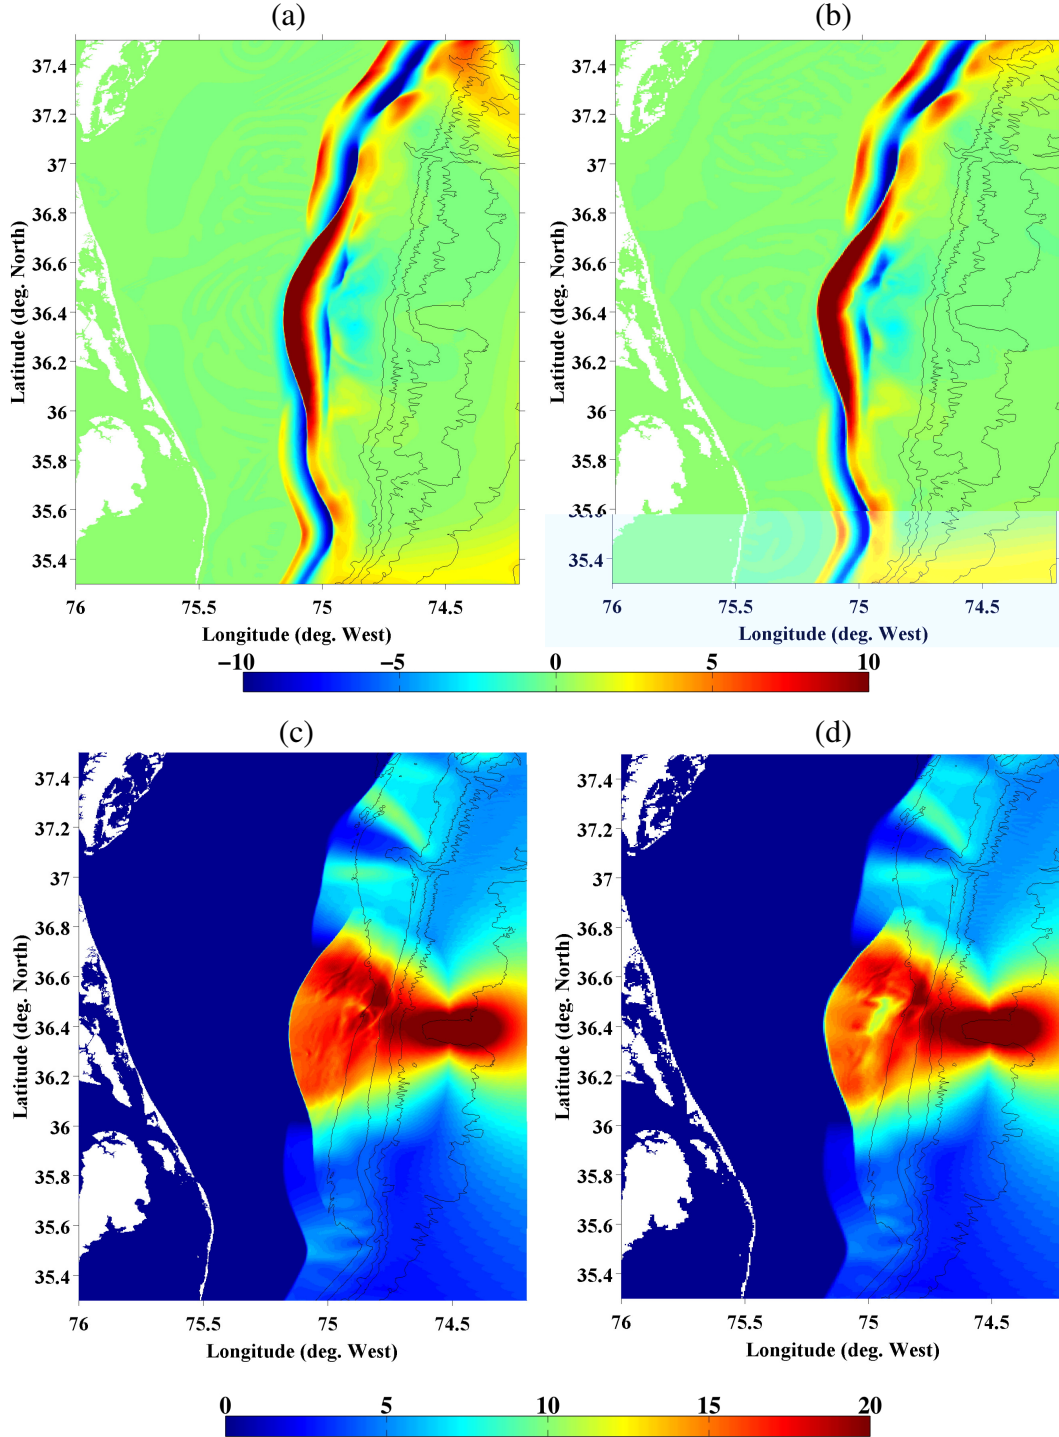 (a) (b)
37.4 37.4
37.2 37.2
37 37
36.8 36.8
36.6 36.6
36.4 36.4
36.2 36.2
36 36
35.8 35.8
35.6 35.6
35.4 35.4
Latitude (deg. North) Latitude (deg. North)
76 75.5 75 74.5 76 75.5 75 74.5
Longitude (deg. West) Longitude (deg. West)
−10 −5 0 5 10
(c) (d)
37.4 37.4
37.2 37.2
37 37
36.8 36.8
36.6 36.6
36.4 36.4
36.2 36.2
36 36
35.8 35.8
35.6 35.6
35.4 35.4
Latitude (deg. North) Latitude (deg. North)
76 75.5 75 74.5 76 75.5 75 74.5
Longitude (deg. West) Longitude (deg. West)
0 5 10 15 20